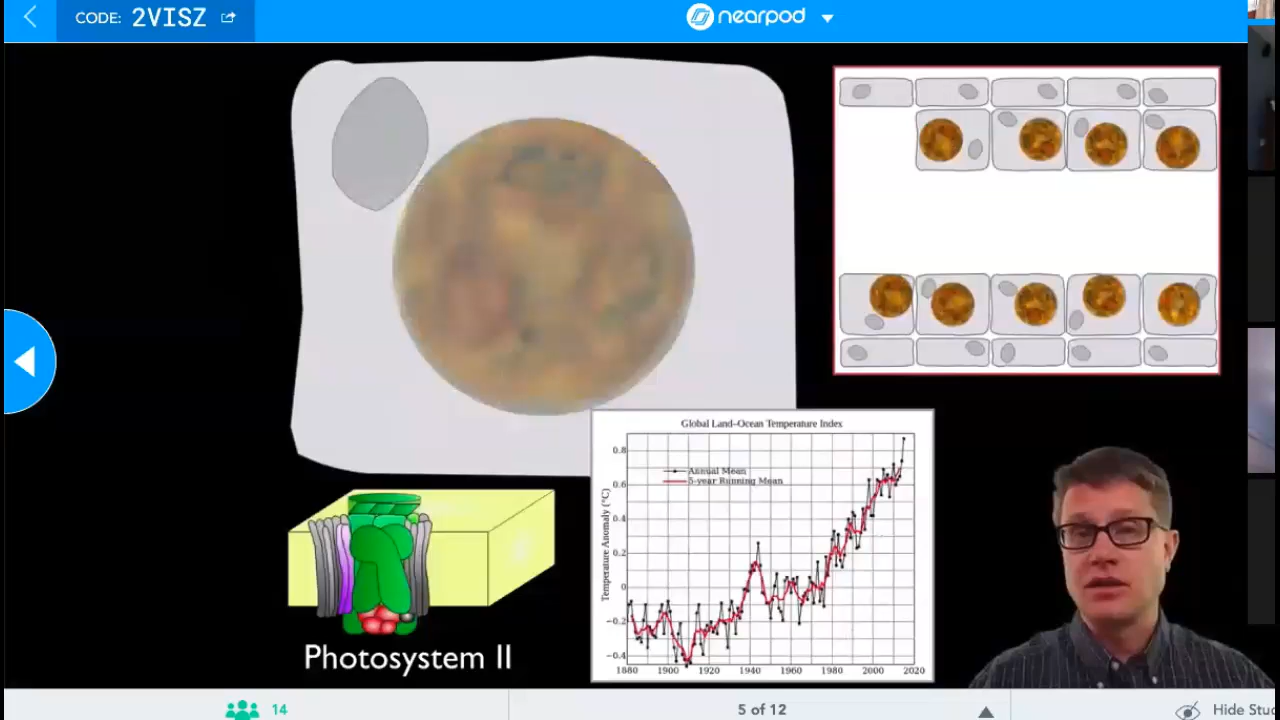 CODE: 2VISZ
nearpod
Global Land–Ocean Temperature Index
0.8
Annual Mean
5-year Running Mean
0.6
0.4
Temperature Anomaly (°C)
0.2
0
−0.2
−0.4
1880 1900 1920 1940 1960 1980 2000 2020
Photosystem II
14
5 of 12
Hide Stud